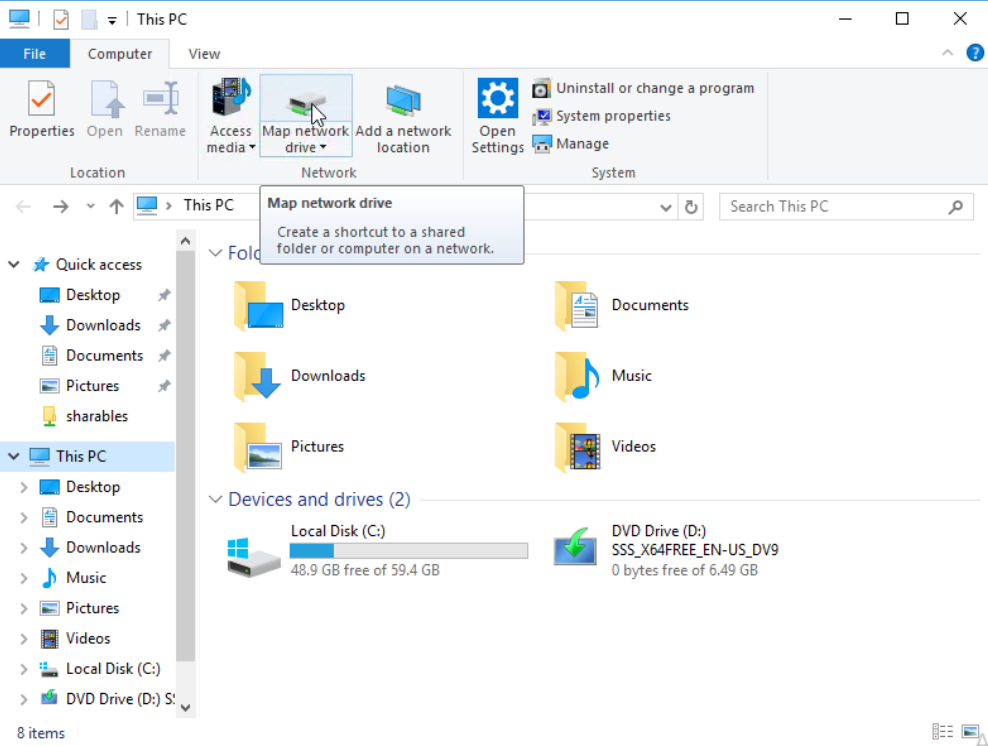 This PC
File
Computer
View
Properties
Open
Rename
Access
media
Map network
drive
Add a network
location
Open
Settings
Uninstall or change a program
System properties
Manage
Location
Network
System
This PC
Search This PC
Map network drive
Create a shortcut to a shared
folder or computer on a network.
Quick access
Desktop
Downloads
Documents
Pictures
sharables
This PC
Desktop
Documents
Downloads
Music
Pictures
Videos
Local Disk (C:)
DVD Drive (D:) S
Fold
Desktop
Documents
Downloads
Music
Pictures
Videos
Devices and drives (2)
Local Disk (C:)
48.9 GB free of 59.4 GB
DVD Drive (D:)
SSS_X64FREE_EN-US_DV9
0 bytes free of 6.49 GB
8 items